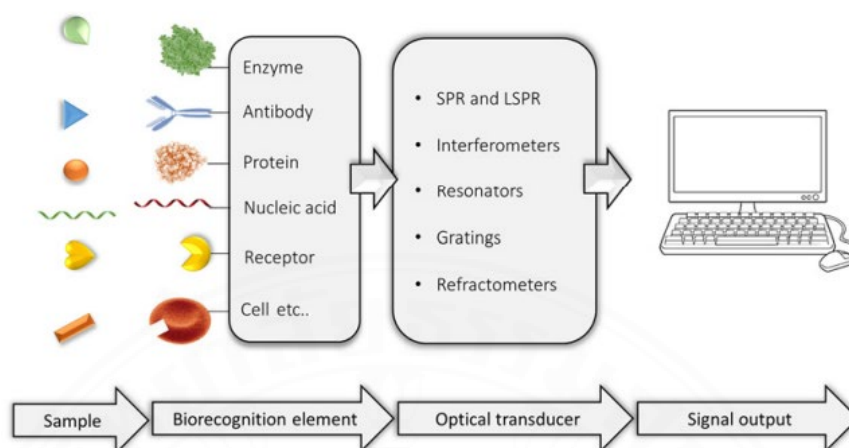 Enzyme
Antibody
Protein
Nucleic acid
Receptor
Cell etc..
• SPR and LSPR
• Interferometers
• Resonators
• Gratings
• Refractometers
Sample
Biorecognition element
Optical transducer
Signal output